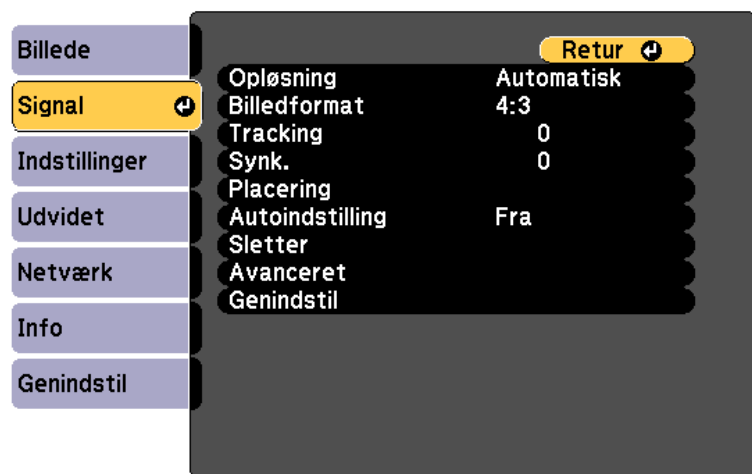 Billede
Signal
Indstillinger
Udvidet
Netværk
Info
Genindstil
Retur
Opløsning Automatisk
Billedformat 4:3
Tracking 0
Synk. 0
Placering
Autoindstilling Fra
Sletter
Avanceret
Genindstil